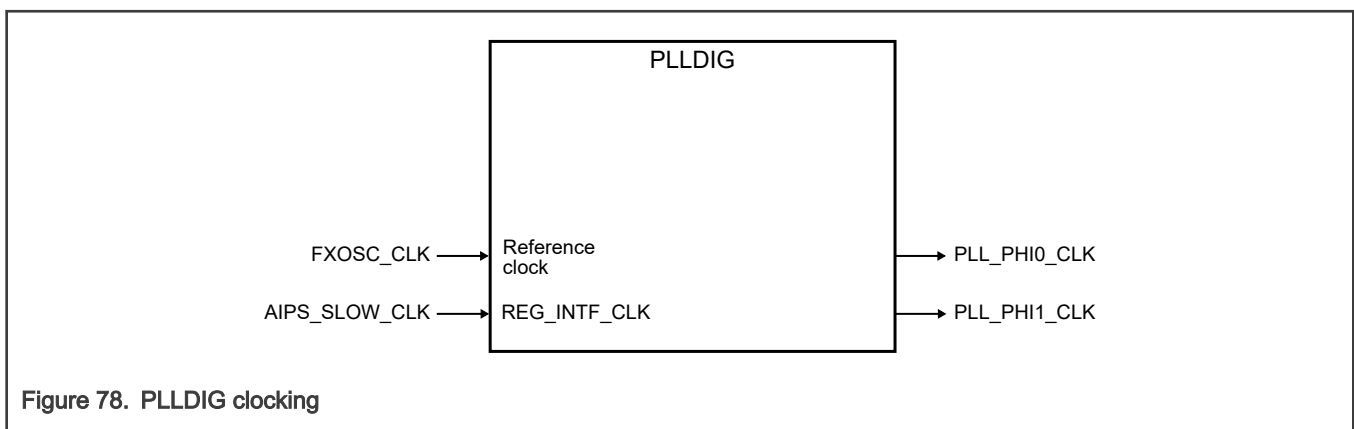 PLLDIG
FXOSC_CLK
Reference
clock
PLL_PHI0_CLK
AIPS_SLOW_CLK
REG_INTF_CLK
PLL_PHI1_CLK
Figure 78. PLLDIG clocking